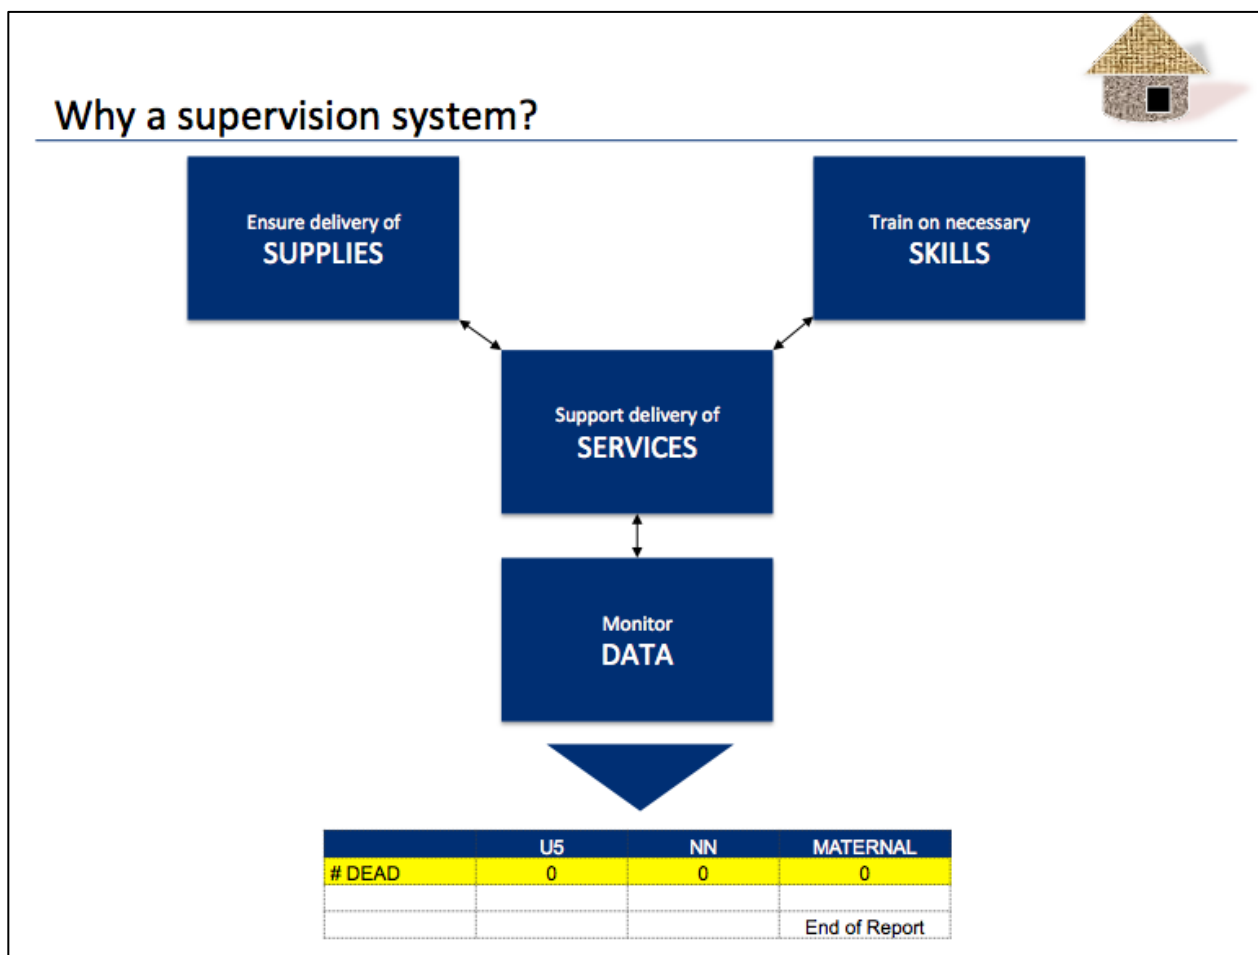 Why a supervision system?
Ensure delivery of
SUPPLIES
Train on necessary
SKILLS
Support delivery of
SERVICES
Monitor
DATA
U5 NN MATERNAL
# DEAD 0 0 0
End of Report